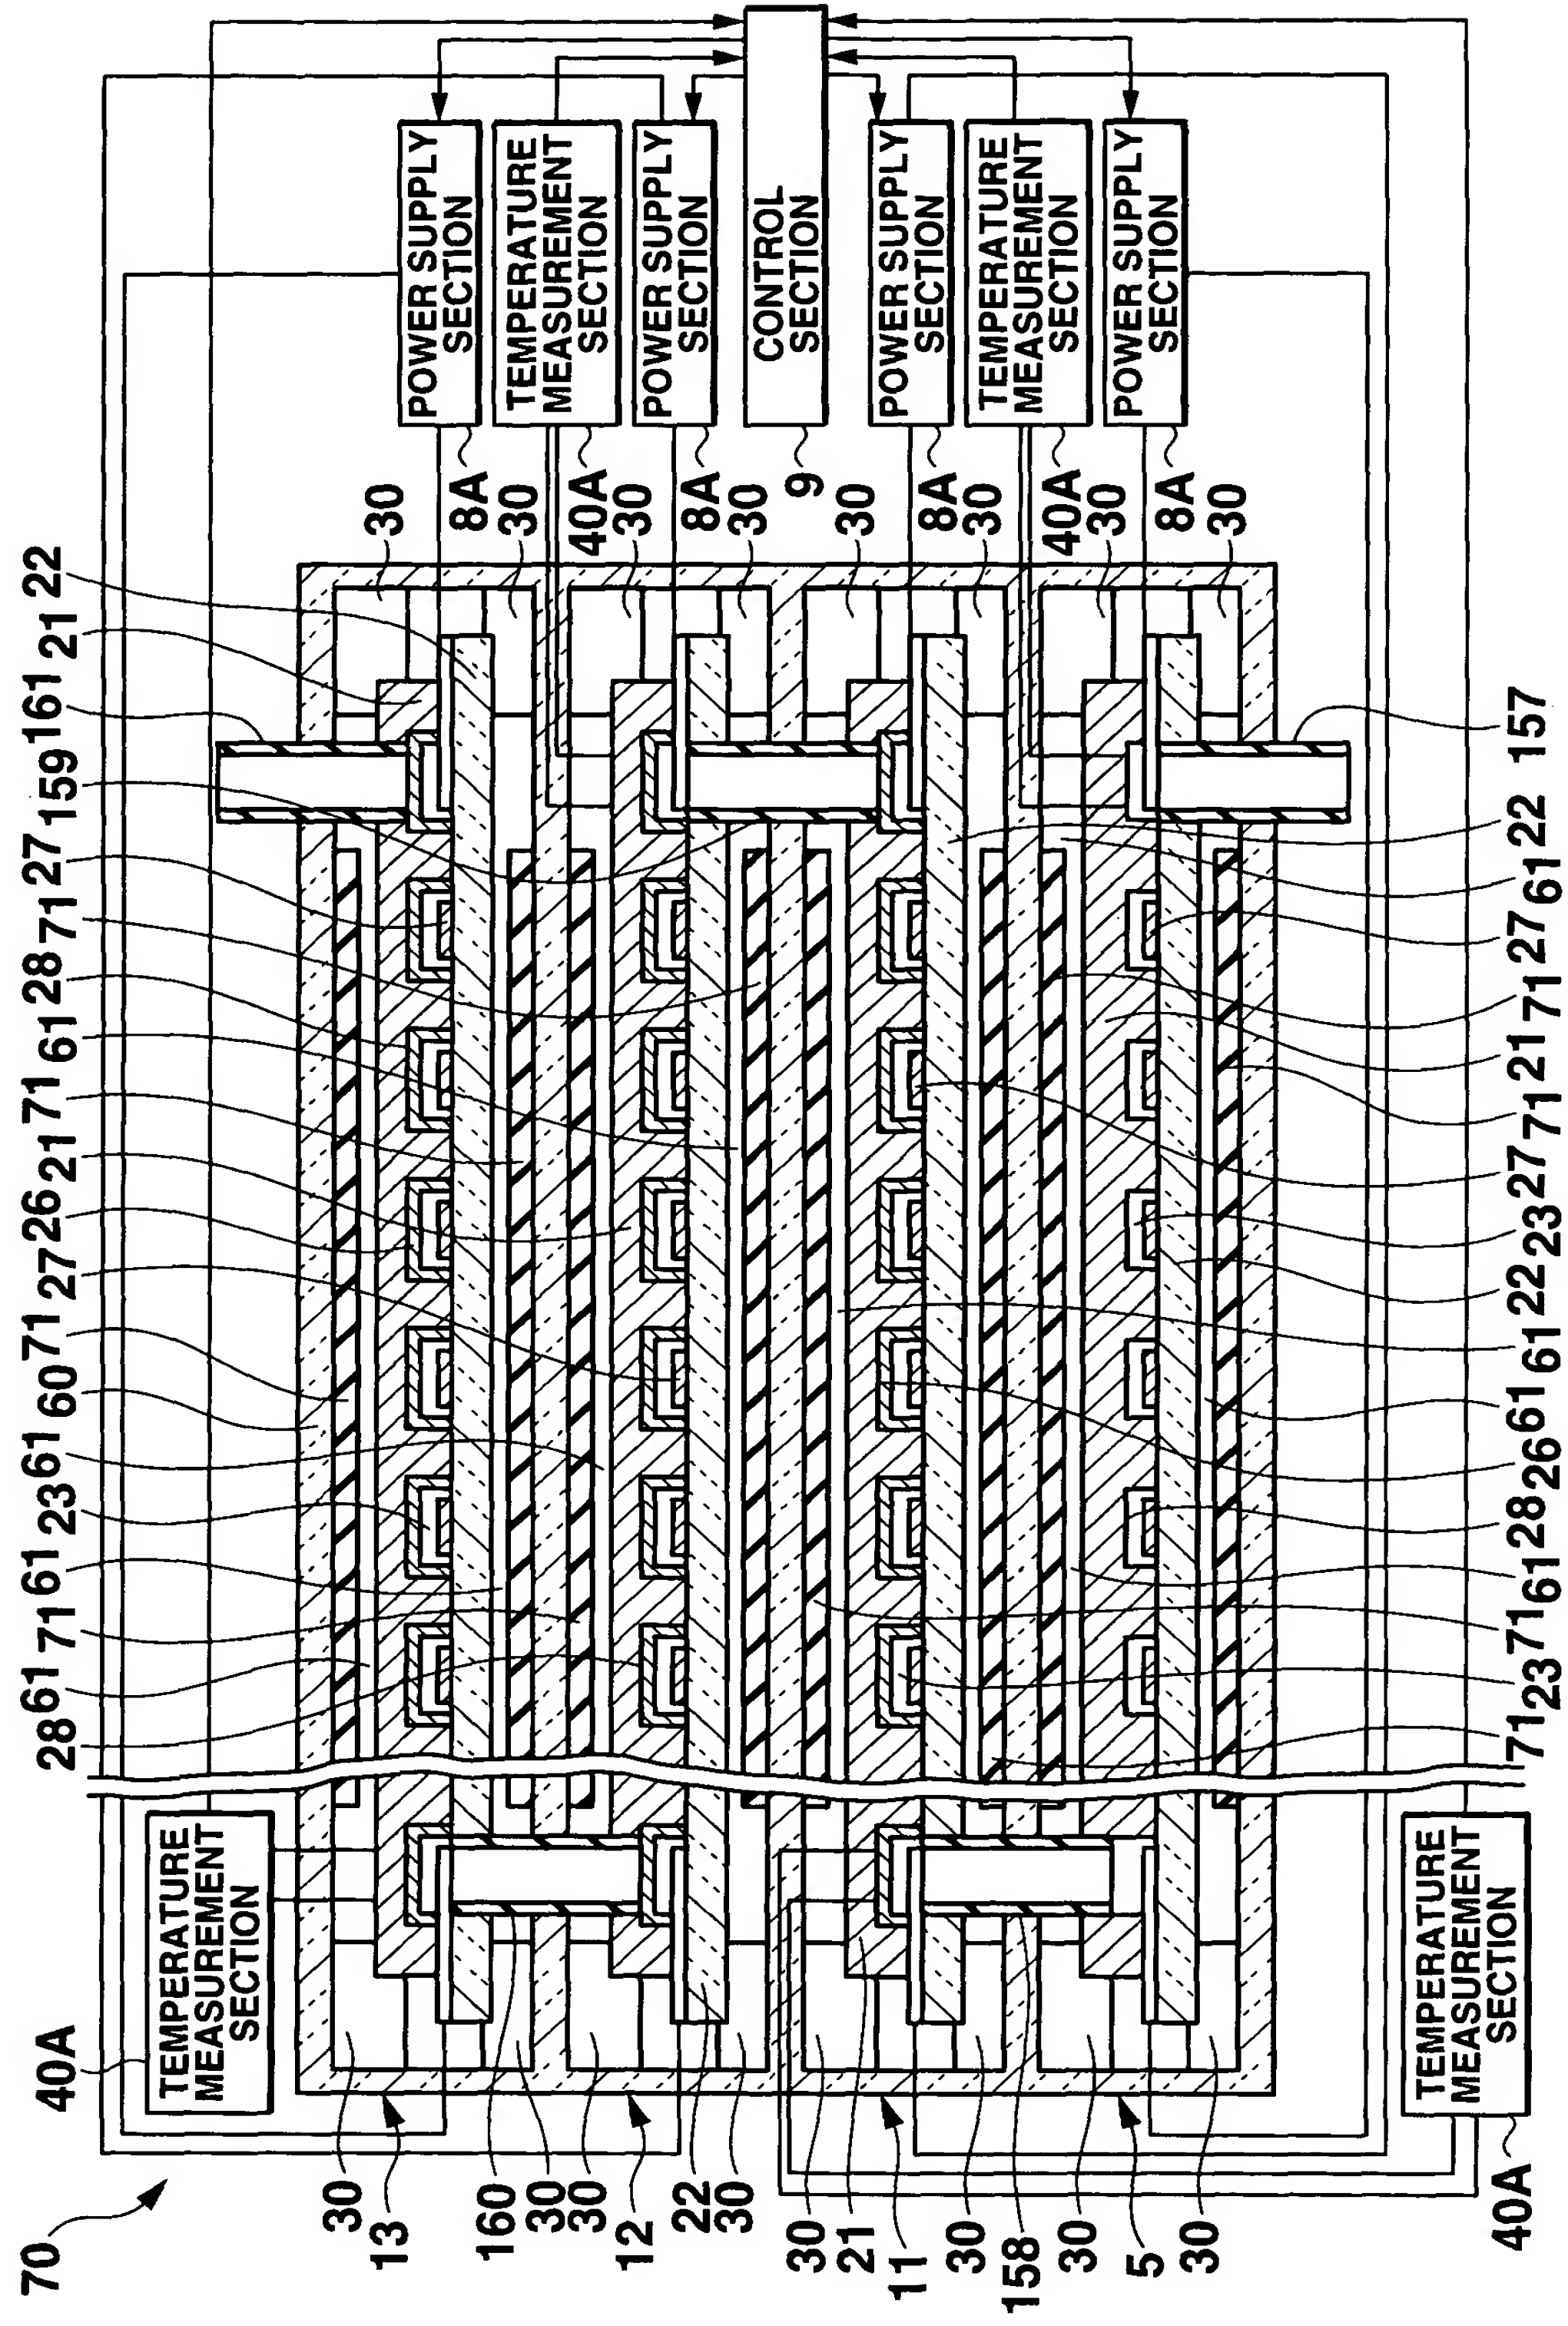 POWER SUPPLY
SECTION
TEMPERATURE
MEASUREMENT
SECTION
POWER SUPPLY
SECTION
CONTROL
SECTION
POWER SUPPLY
SECTION
TEMPERATURE
MEASUREMENT
SECTION
POWER SUPPLY
SECTION
30
8A
30
40A
30
8A
30
9
30
8A
30
40A
30
8A
30
22
21
161
159
27
71
28
61
71
21
26
27
71
60
61
23
61
71
61
28
157
22
61
27
71
21
71
27
23
22
61
61
26
28
61
71
23
71
TEMPERATURE
MEASUREMENT
SECTION
40A
TEMPERATURE
MEASUREMENT
SECTION
40A
70
30
13
160
30
30
12
22
30
30
21
11
30
158
30
5
30